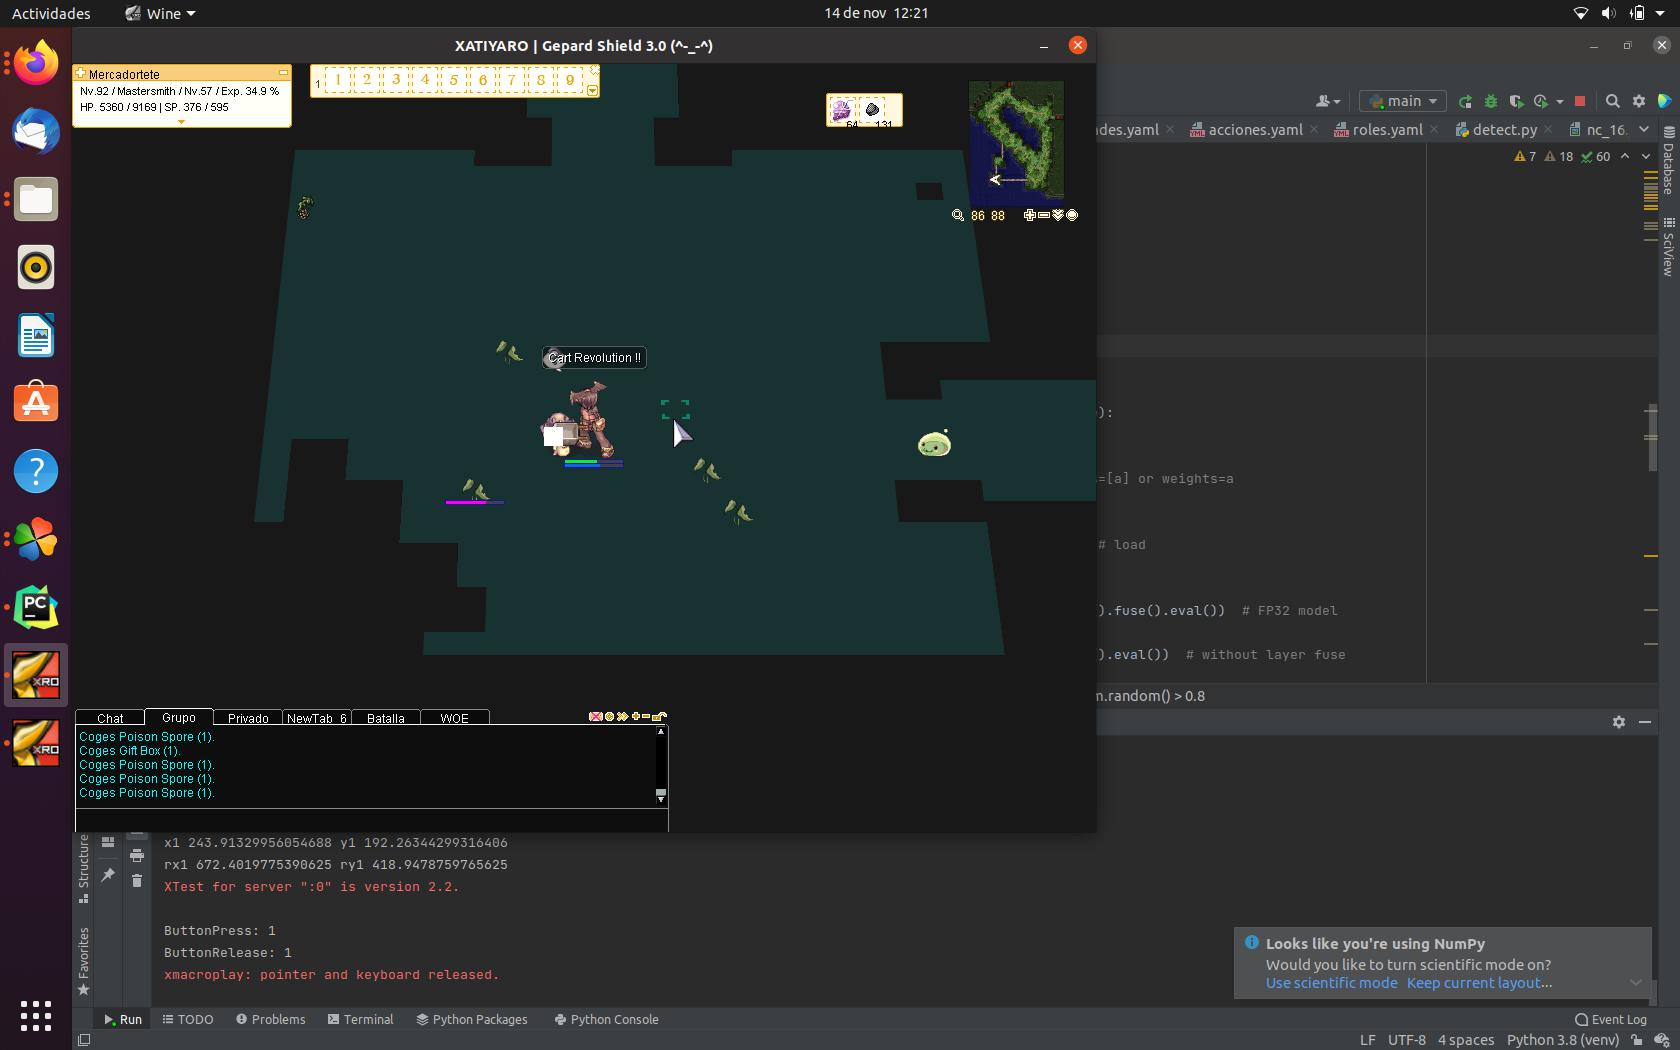 Actividades
Wine
14 de nov 12:21
XATIYARO | Gepard Shield 3.0 (^-_-^)
Mercadortete
Nv.92 / Mastersmith / Nv.57 / Exp. 34.9 %
HP. 5360 / 9169 | SP. 376 / 595
1 1 2 3 4 5 6 7 8 9
64 131
86 88
Cart Revolution !!
main
des.yaml
acciones.yaml
roles.yaml
detect.py
nc_16.
7 18 60
Database
SciView
):
=[a] or weights=a
# load
).fuse().eval()) # FP32 model
).eval()) # without layer fuse
m.random() > 0.8
Chat
Grupo
Privado
NewTab_6
Batalla
WOE
Coges Poison Spore (1).
Coges Gift Box (1).
Coges Poison Spore (1).
Coges Poison Spore (1).
Coges Poison Spore (1).
PC
XRO
XRO
Structure
Favorites
x1 243.91329956054688 y1 192.26344299316406
rx1 672.4019775390625 ry1 418.9478759765625
XTest for server ":0" is version 2.2.
ButtonPress: 1
ButtonRelease: 1
xmacroplay: pointer and keyboard released.
Looks like you're using NumPy
Would you like to turn scientific mode on?
Use scientific mode Keep current layout...
Run
TODO
Problems
Terminal
Python Packages
Python Console
Event Log
LF UTF-8 4 spaces Python 3.8 (venv)